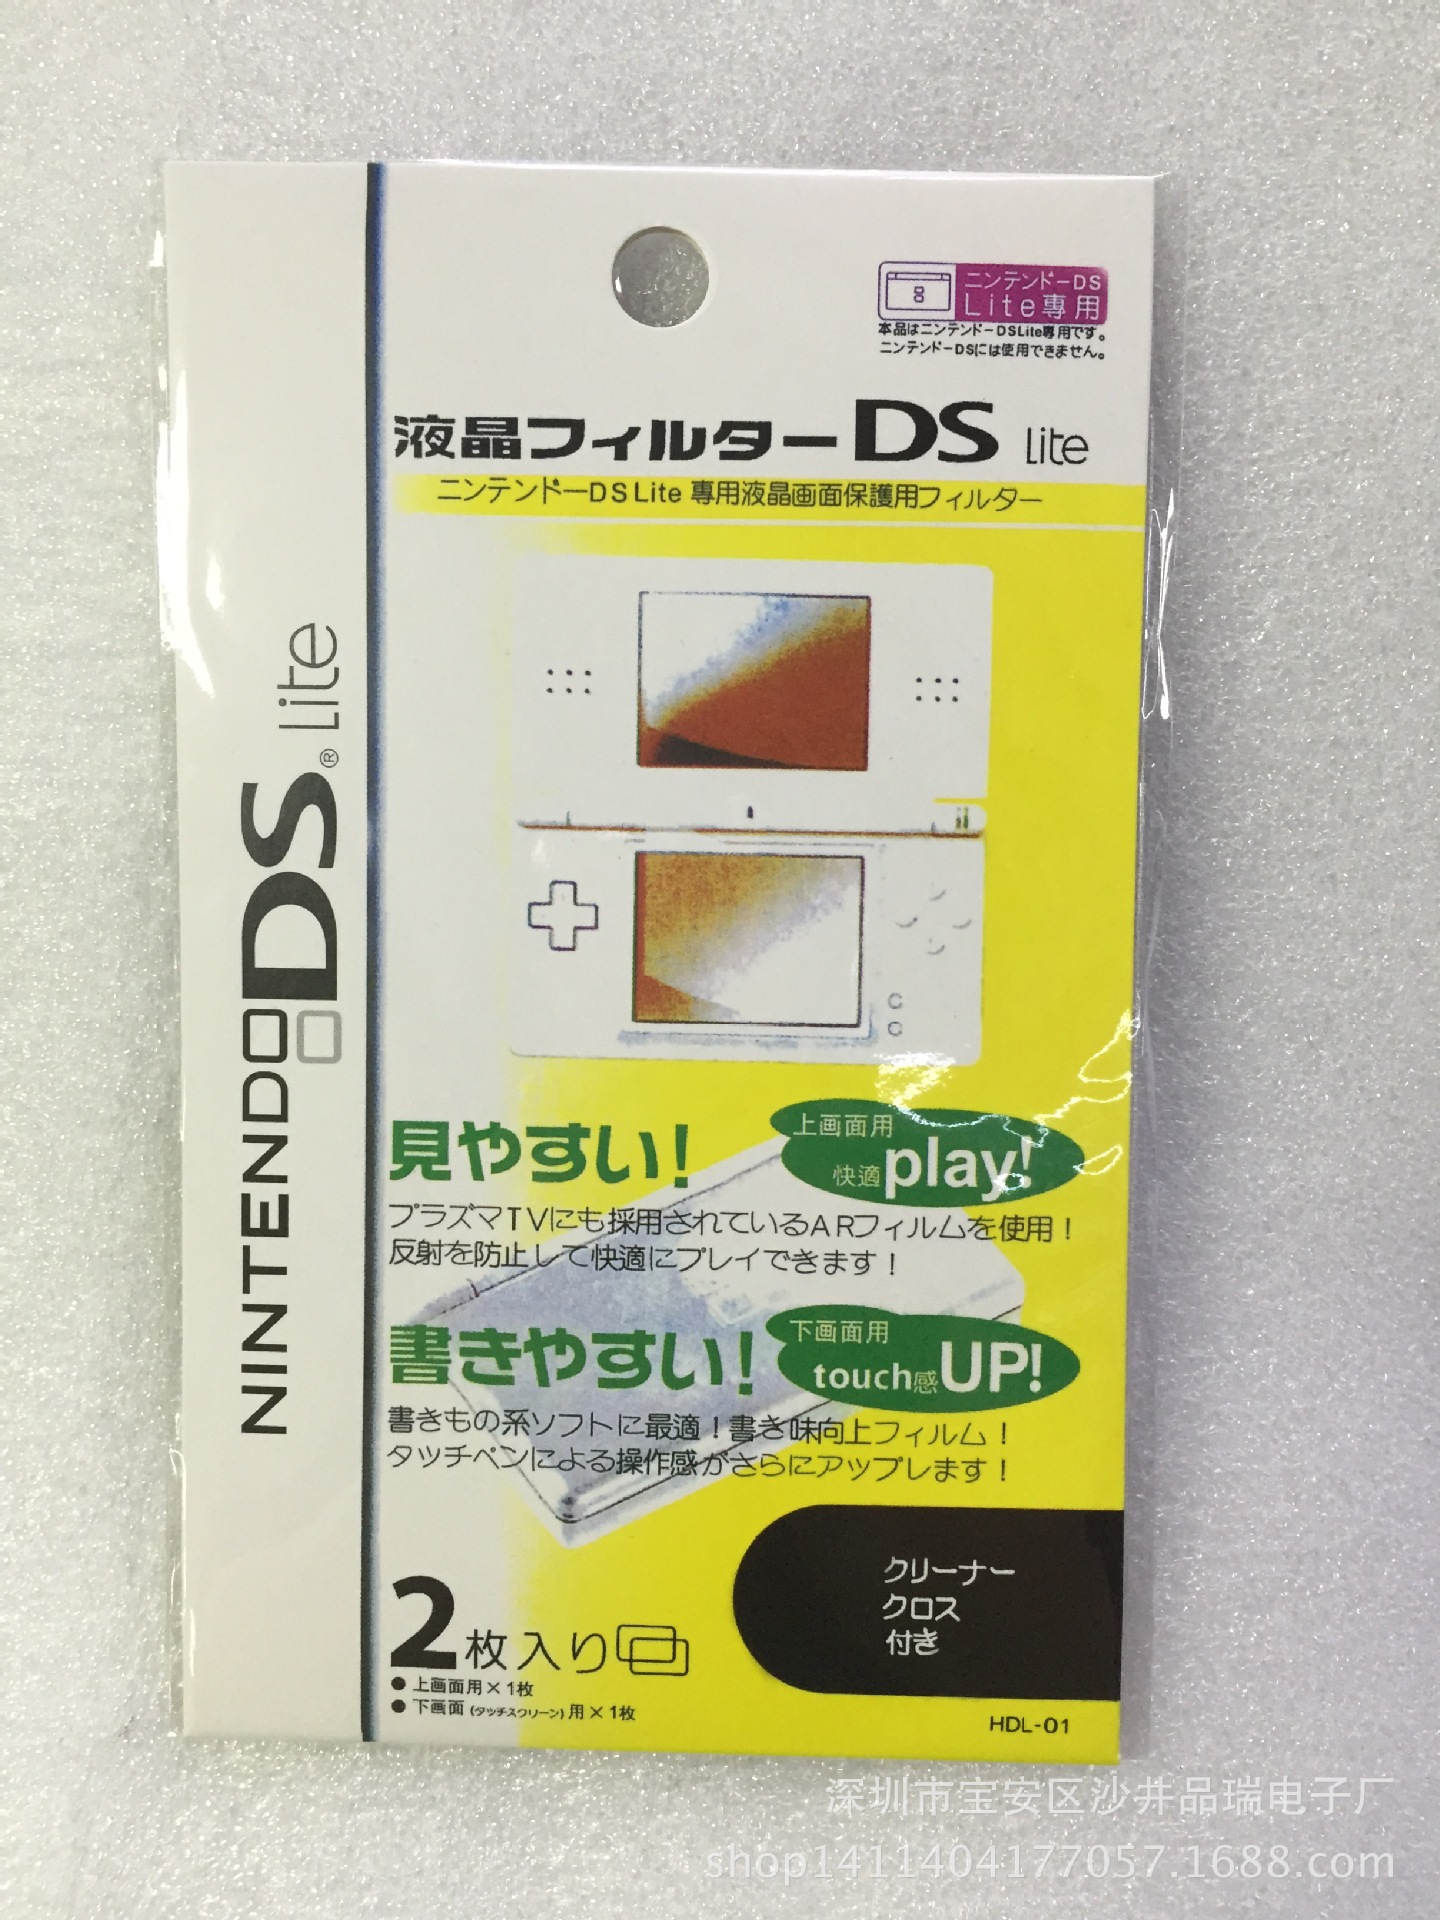 ニンテンドーDS
Lite専用
本品はニンテンドーDSLite専用です。
ニンテンドーDSには使用できません。
液晶フィルターDS Lite
ニンテンドーDS Lite 専用液晶画面保護用フィルター
NINTENDO DS® Lite
見やすい!
上画面用
快適play!
プラズマTVにも採用されているARフィルムを使用!
反射を防止して快適にプレイできます!
書きやすい!
下画面用
touch感UP!
書きもの系ソフトに最適!書き味向上フィルム!
タッチペンによる操作感がさらにアップします!
クリーナー
クロス
付き
2枚入り
●上画面用×1枚
●下画面(タッチスクリーン)用×1枚
HDL-01
深圳市宝安区沙井品瑞电子厂
shop1411404177057.1688.com